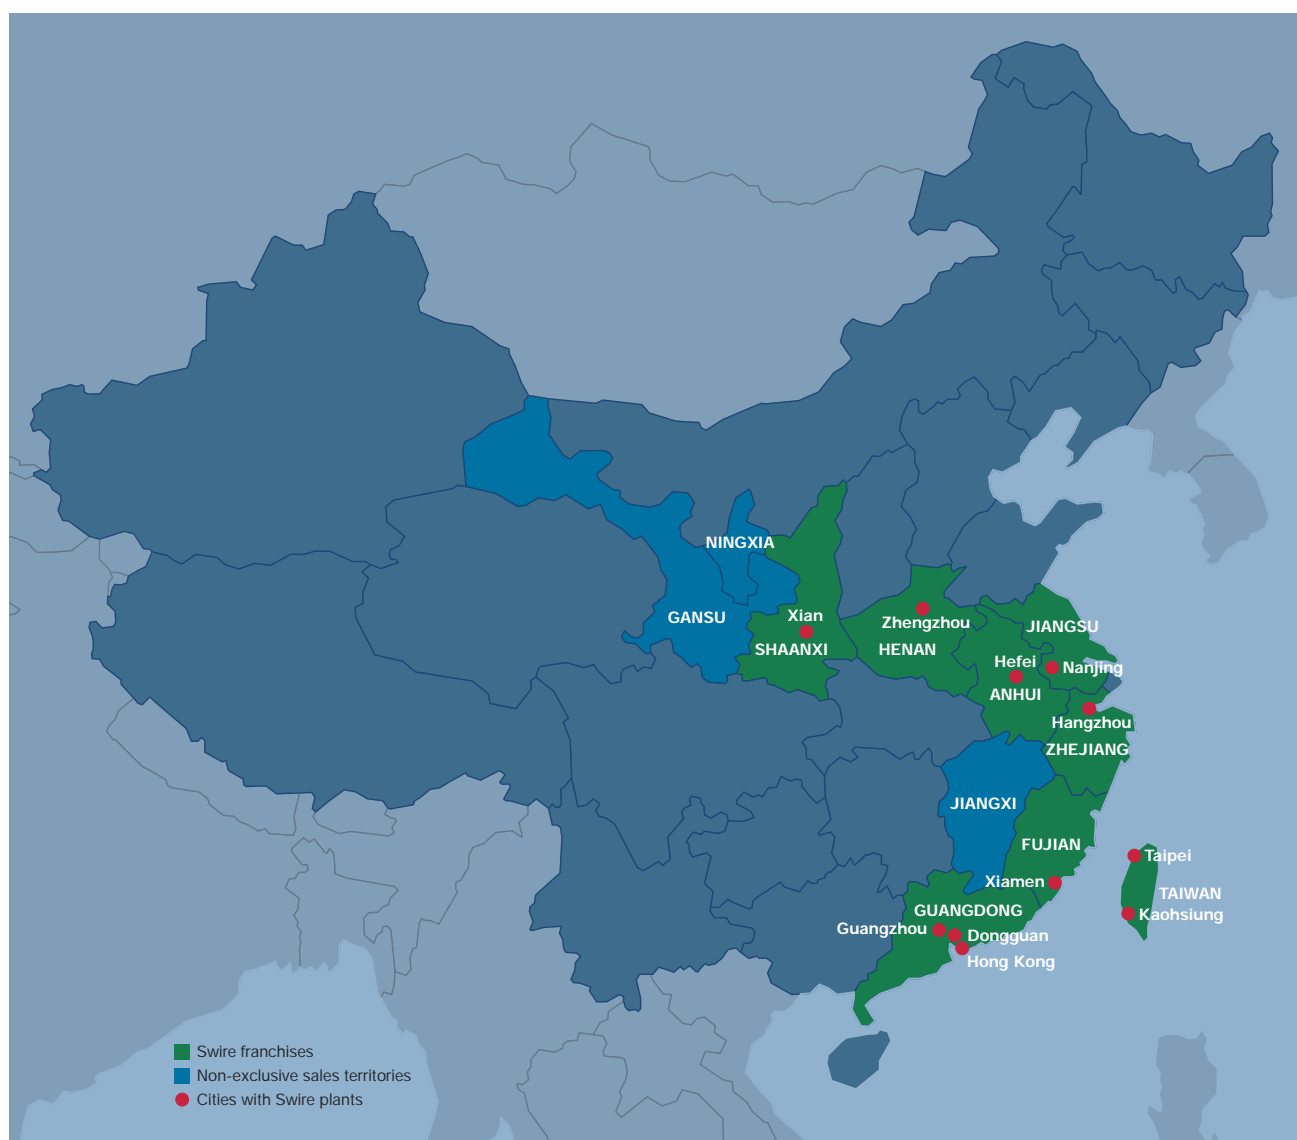 NINGXIA
GANSU
Xian
SHAANXI
Zhengzhou
HENAN
JIANGSU
Hefei
Nanjing
ANHUI
Hangzhou
ZHEJIANG
JIANGXI
FUJIAN
Taipei
Xiamen
TAIWAN
GUANGDONG
Kaohsiung
Guangzhou
Dongguan
Hong Kong
Swire franchises
Non-exclusive sales territories
Cities with Swire plants